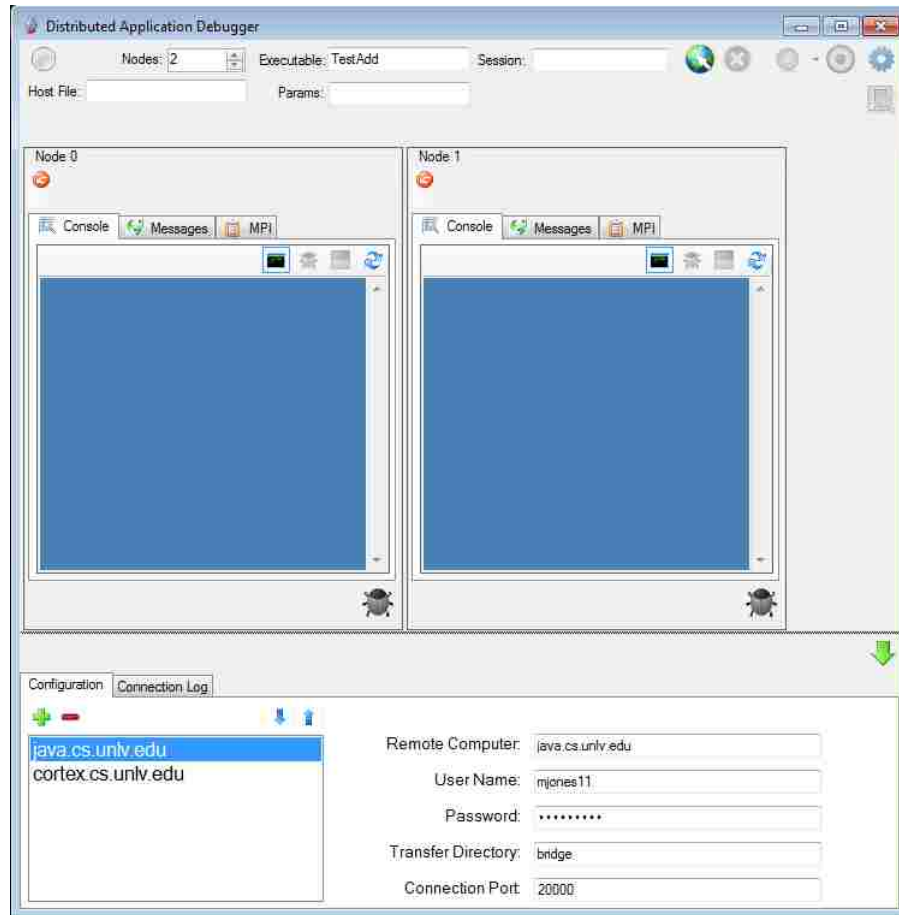 Distributed Application Debugger
Nodes: 2 Executable: TestAdd Session:
Host File: Params:
Node 0 Node 1
Console Messages MPI Console Messages MPI
Configuration Connection Log
java.cs.unlv.edu
cortex.cs.unlv.edu
Remote Computer: java.cs.unlv.edu
User Name: mjones11
Password: •••••••••
Transfer Directory: bridge
Connection Port: 20000